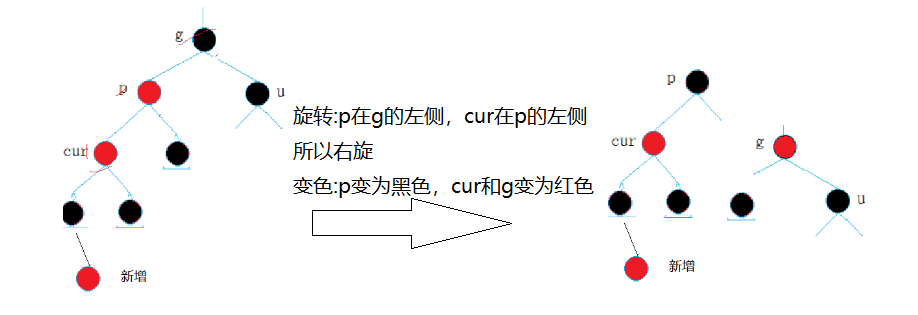 g
p
u
cur
新增
旋转:p在g的左侧，cur在p的左侧
所以右旋
变色:p变为黑色，cur和g变为红色
p
cur
g
u
新增